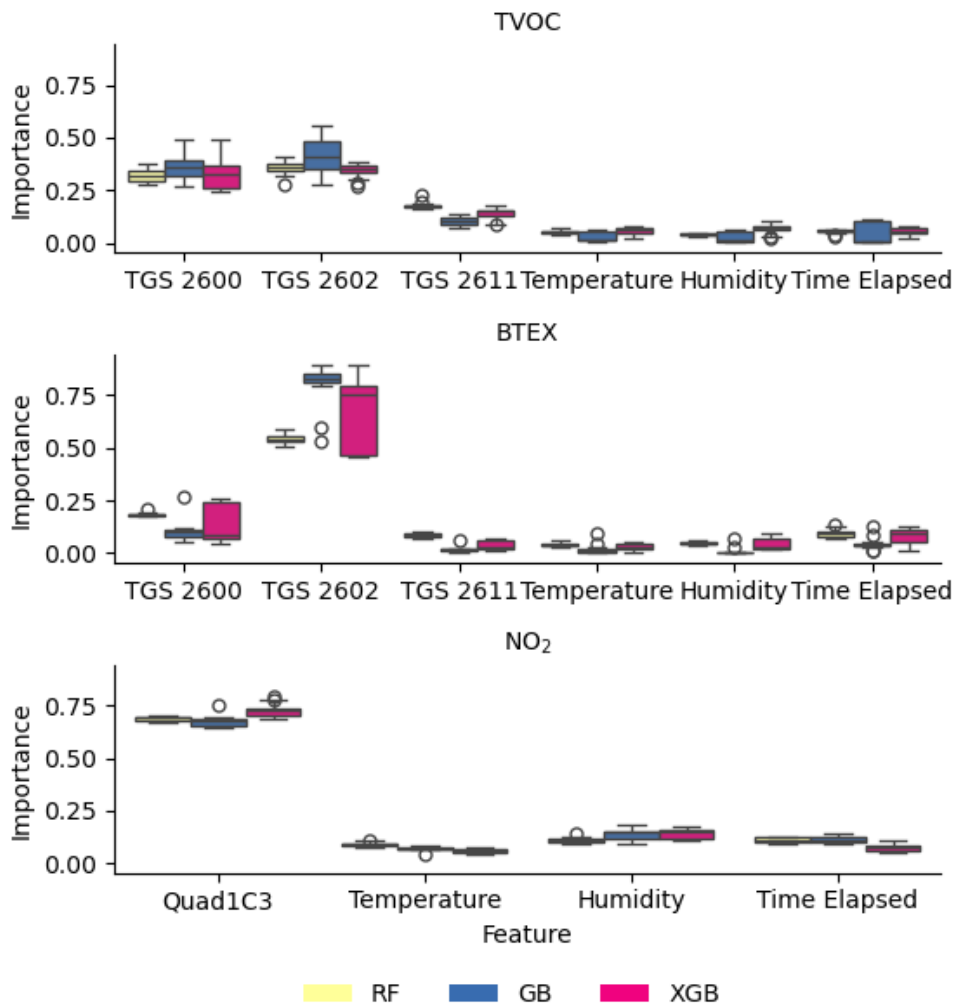 TVOC
Importance
0.75
0.50
0.25
0.00
TGS 2600 TGS 2602 TGS 2611 Temperature Humidity Time Elapsed
BTEX
Importance
0.75
0.50
0.25
0.00
TGS 2600 TGS 2602 TGS 2611 Temperature Humidity Time Elapsed
NO₂
Importance
0.75
0.50
0.25
0.00
Quad1C3 Temperature Humidity Time Elapsed
Feature
RF GB XGB